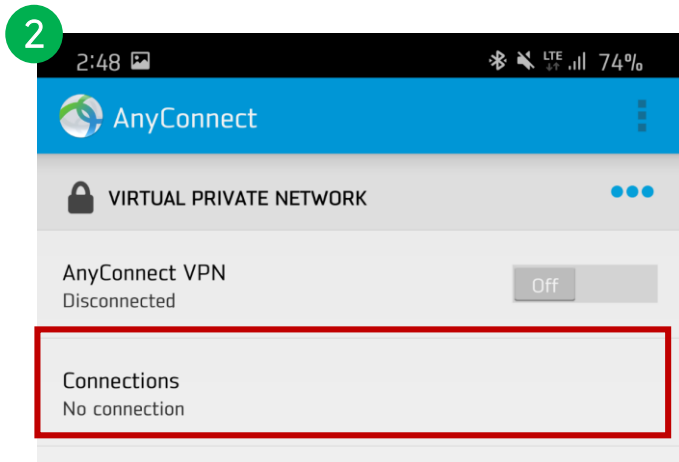 2
2:48 LTE 74%
AnyConnect
VIRTUAL PRIVATE NETWORK
AnyConnect VPN
Off
Disconnected
Connections
No connection